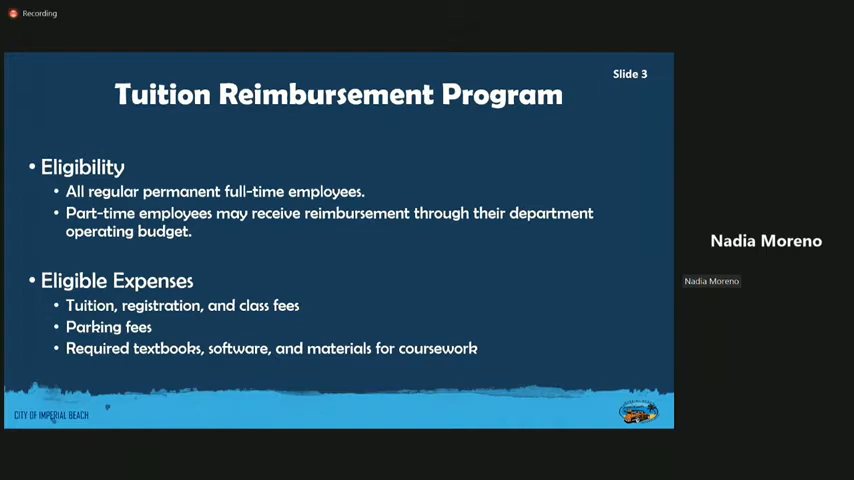 Recording
Slide 3
Tuition Reimbursement Program
• Eligibility
• All regular permanent full-time employees.
• Part-time employees may receive reimbursement through their department
operating budget.
• Eligible Expenses
• Tuition, registration, and class fees
• Parking fees
• Required textbooks, software, and materials for coursework
CITY OF IMPERIAL BEACH
Nadia Moreno
Nadia Moreno